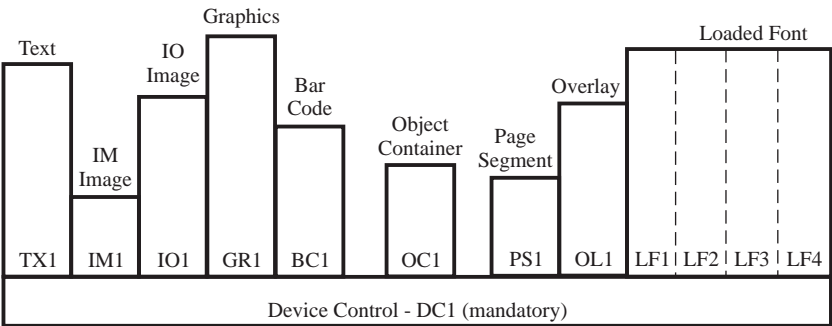 Graphics
Text
IO
Image
Loaded Font
Bar
Code
Overlay
Object
Container
Page
Segment
IM
Image
TX1 IM1 IO1 GR1 BC1 OC1 PS1 OL1 LF1 LF2 LF3 LF4
Device Control - DC1 (mandatory)